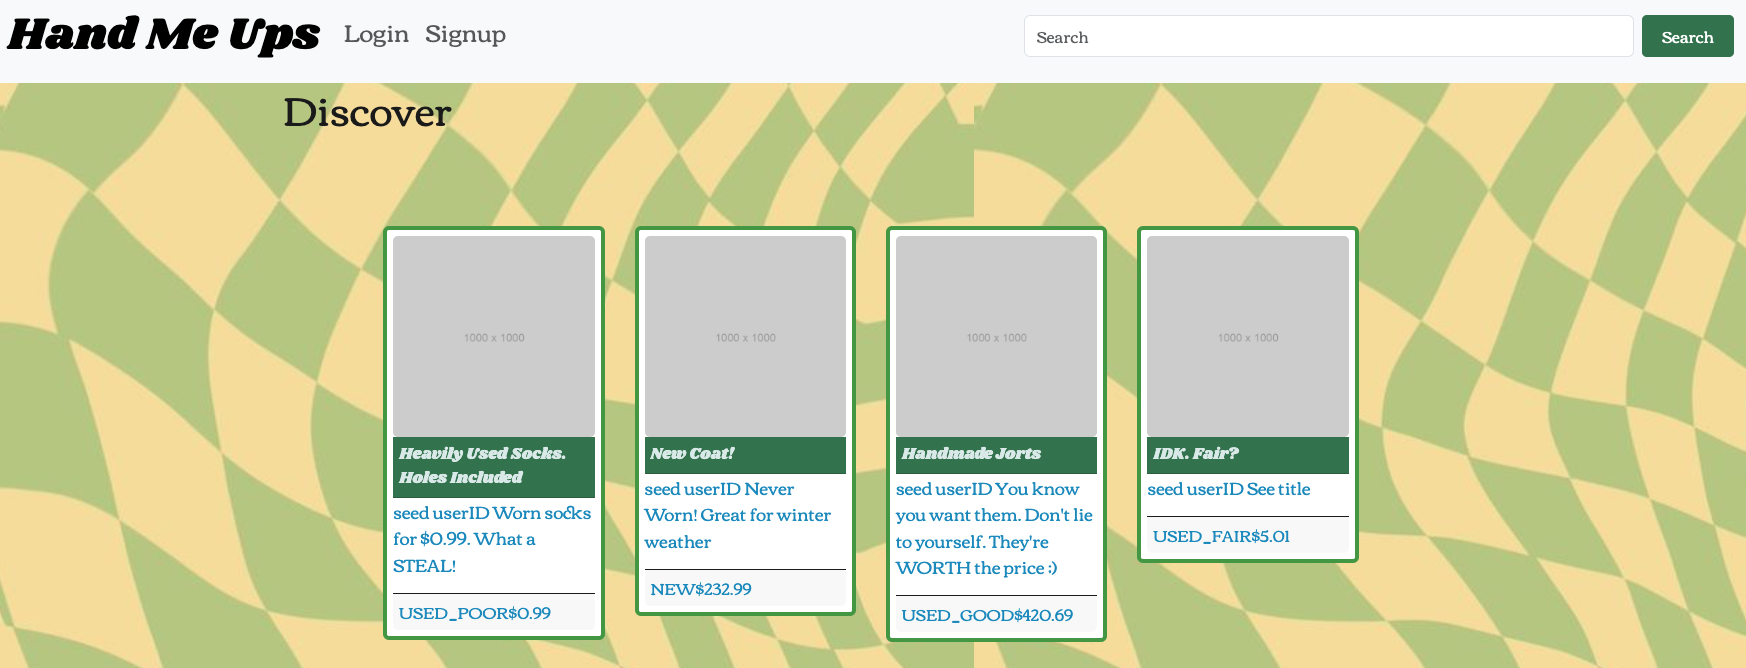 Hand Me Ups Login Signup Search Search
Discover
1000 x 1000 1000 x 1000 1000 x 1000 1000 x 1000
Heavily Used Socks.
Holes Included
seed userID Worn socks
for $0.99. What a
STEAL!
USED_POOR$0.99
New Coat!
seed userID Never
Worn! Great for winter
weather
NEW$232.99
Handmade Jorts
seed userID You know
you want them. Don't lie
to yourself. They're
WORTH the price :)
USED_GOOD$420.69
IDK. Fair?
seed userID See title
USED_FAIR$5.01